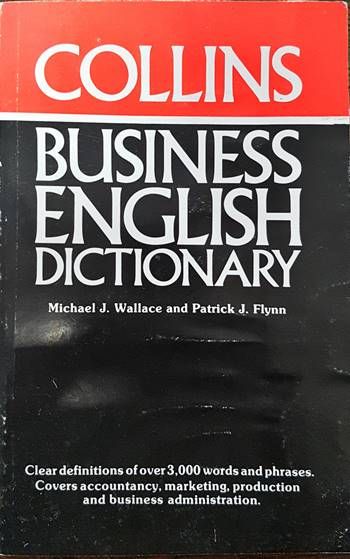 COLLINS
BUSINESS
ENGLISH
DICTIONARY
Michael J. Wallace and Patrick J. Flynn
Clear definitions of over 3,000 words and phrases.
Covers accountancy, marketing, production
and business administration.